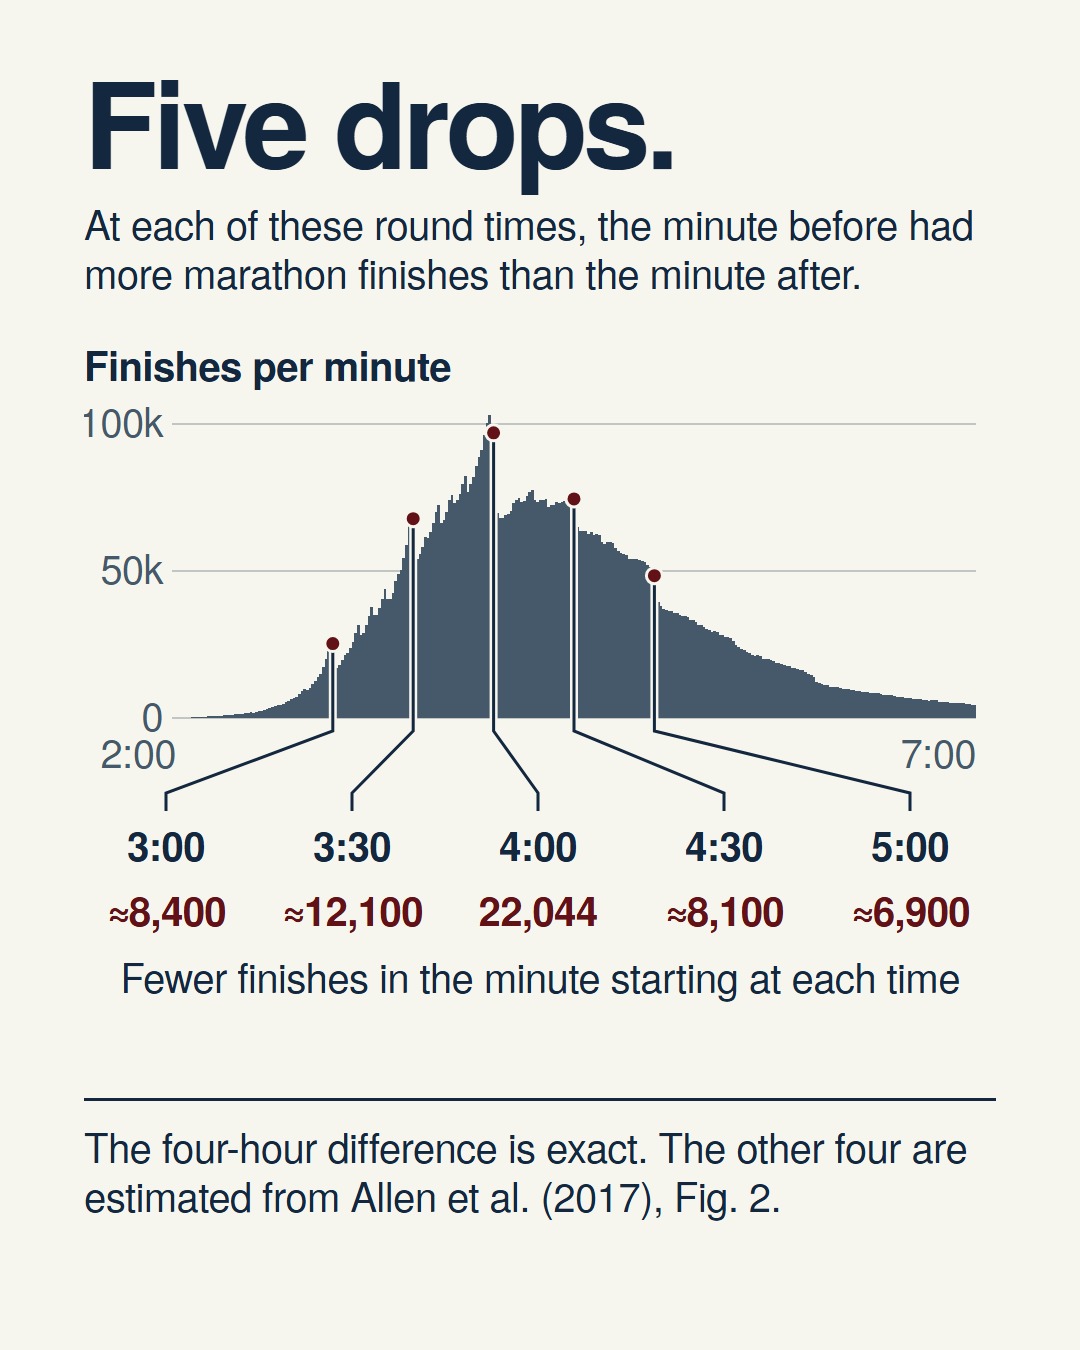 Five drops.
At each of these round times, the minute before had
more marathon finishes than the minute after.
Finishes per minute
100k
50k
0
2:00 7:00
3:00 3:30 4:00 4:30 5:00
≈8,400 ≈12,100 22,044 ≈8,100 ≈6,900
Fewer finishes in the minute starting at each time
The four-hour difference is exact. The other four are
estimated from Allen et al. (2017), Fig. 2.